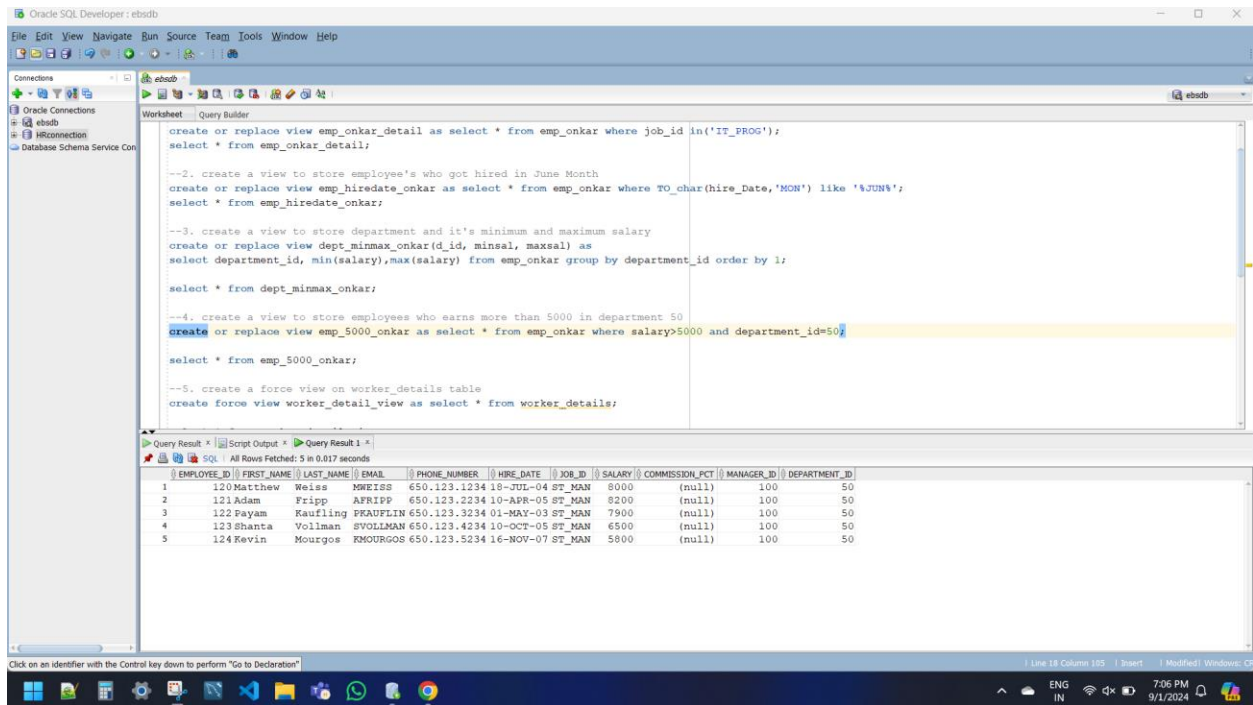 Oracle SQL Developer : ebsdb
File Edit View Navigate Run Source Team Tools Window Help
Connections
ebsdb
ebsdb
Oracle Connections
ebsdb
HRconnection
Database Schema Service Con
Worksheet Query Builder
create or replace view emp_onkar_detail as select * from emp_onkar where job_id in('IT_PROG');
select * from emp_onkar_detail;
--2. create a view to store employee's who got hired in June Month
create or replace view emp_hiredate_onkar as select * from emp_onkar where TO_char(hire_Date,'MON') like '%JUN%';
select * from emp_hiredate_onkar;
--3. create a view to store department and it's minimum and maximum salary
create or replace view dept_minmax_onkar(d_id, minsal, maxsal) as
select department_id, min(salary),max(salary) from emp_onkar group by department_id order by 1;
select * from dept_minmax_onkar;
--4. create a view to store employees who earns more than 5000 in department 50
create or replace view emp_5000_onkar as select * from emp_onkar where salary>5000 and department_id=50;
select * from emp_5000_onkar;
--5. create a force view on worker_details table
create force view worker_detail_view as select * from worker_details;
Query Result Script Output Query Result 1
SQL All Rows Fetched: 5 in 0.017 seconds
EMPLOYEE_ID FIRST_NAME LAST_NAME EMAIL PHONE_NUMBER HIRE_DATE JOB_ID SALARY COMMISSION_PCT MANAGER_ID DEPARTMENT_ID
1 120 Matthew Weiss MWEISS 650.123.1234 18-JUL-04 ST_MAN 8000 (null) 100 50
2 121 Adam Fripp AFRIPP 650.123.2234 10-APR-05 ST_MAN 8200 (null) 100 50
3 122 Payam Kaufling PKAUFLIN 650.123.3234 01-MAY-03 ST_MAN 7900 (null) 100 50
4 123 Shanta Vollman SVOLLMAN 650.123.4234 10-OCT-05 ST_MAN 6500 (null) 100 50
5 124 Kevin Mourgos KMOURGOS 650.123.5234 16-NOV-07 ST_MAN 5800 (null) 100 50
Click on an identifier with the Control key down to perform "Go to Declaration"
Line 18 Column 105 Insert Modified Windows: CR
ENG
IN
7:06 PM
9/1/2024